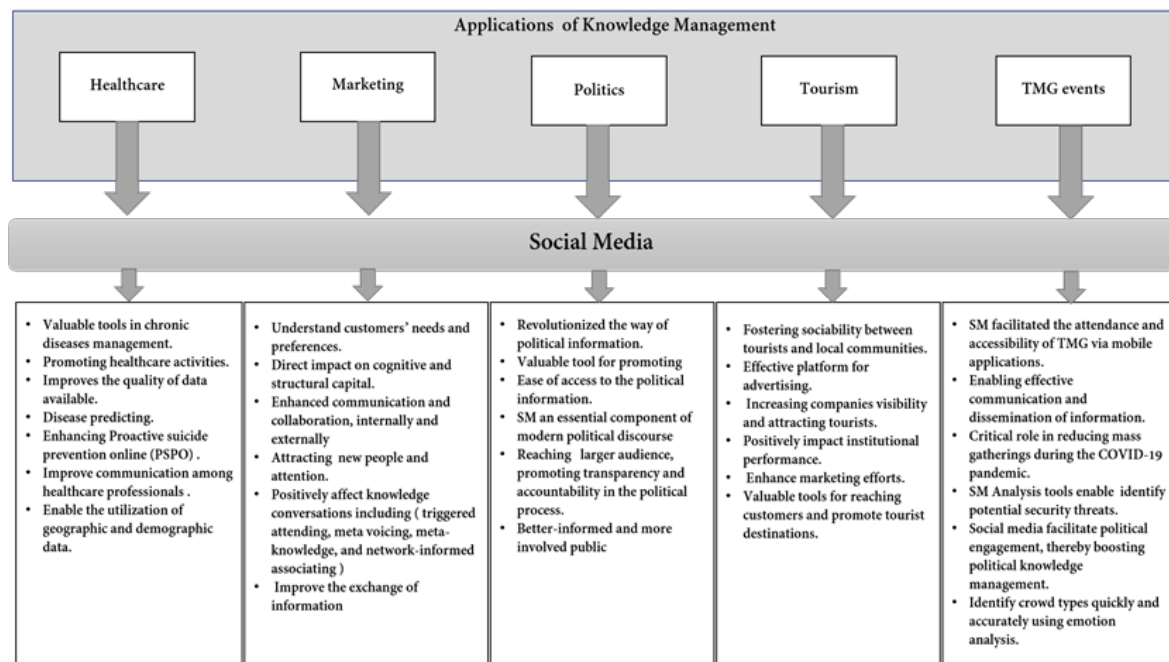 Applications of Knowledge Management
Healthcare
Marketing
Politics
Tourism
TMG events
Social Media
• Valuable tools in chronic
diseases management.
• Promoting healthcare activities.
• Improves the quality of data
available.
• Disease predicting.
• Enhancing Proactive suicide
prevention online (PSPO) .
• Improve communication among
healthcare professionals .
• Enable the utilization of
geographic and demographic
data.
• Understand customers’ needs and
preferences.
• Direct impact on cognitive and
structural capital.
• Enhanced communication and
collaboration, internally and
externally
• Attracting new people and
attention.
• Positively affect knowledge
conversations including ( triggered
attending, meta voicing, meta-
knowledge, and network-informed
associating )
• Improve the exchange of
information
• Revolutionized the way of
political information.
• Valuable tool for promoting
• Ease of access to the political
information.
• SM an essential component of
modern political discourse
• Reaching larger audience,
promoting transparency and
accountability in the political
process.
• Better-informed and more
involved public
• Fostering sociability between
tourists and local communities.
• Effective platform for
advertising.
• Increasing companies visibility
and attracting tourists.
• Positively impact institutional
performance.
• Enhance marketing efforts.
• Valuable tools for reaching
customers and promote tourist
destinations.
• SM facilitated the attendance and
accessibility of TMG via mobile
applications.
• Enabling effective
communication and
dissemination of information.
• Critical role in reducing mass
gatherings during the COVID-19
pandemic.
• SM Analysis tools enable identify
potential security threats.
• Social media facilitate political
engagement, thereby boosting
political knowledge
management.
• Identify crowd types quickly and
accurately using emotion
analysis.